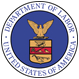 DEPARTMENT OF LABOR
UNITED STATES OF AMERICA